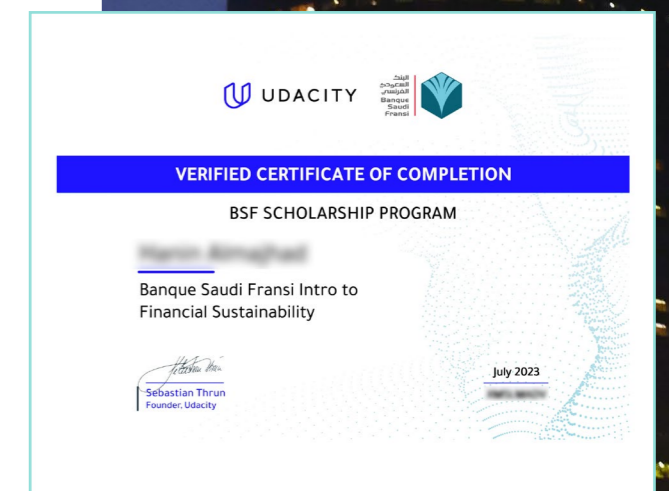 UDACITY
البنك
السعودي
الفرنسي
Banque
Saudi
Fransi
VERIFIED CERTIFICATE OF COMPLETION
BSF SCHOLARSHIP PROGRAM
Banque Saudi Fransi Intro to
Financial Sustainability
Sebastian Thrun
Founder, Udacity
July 2023